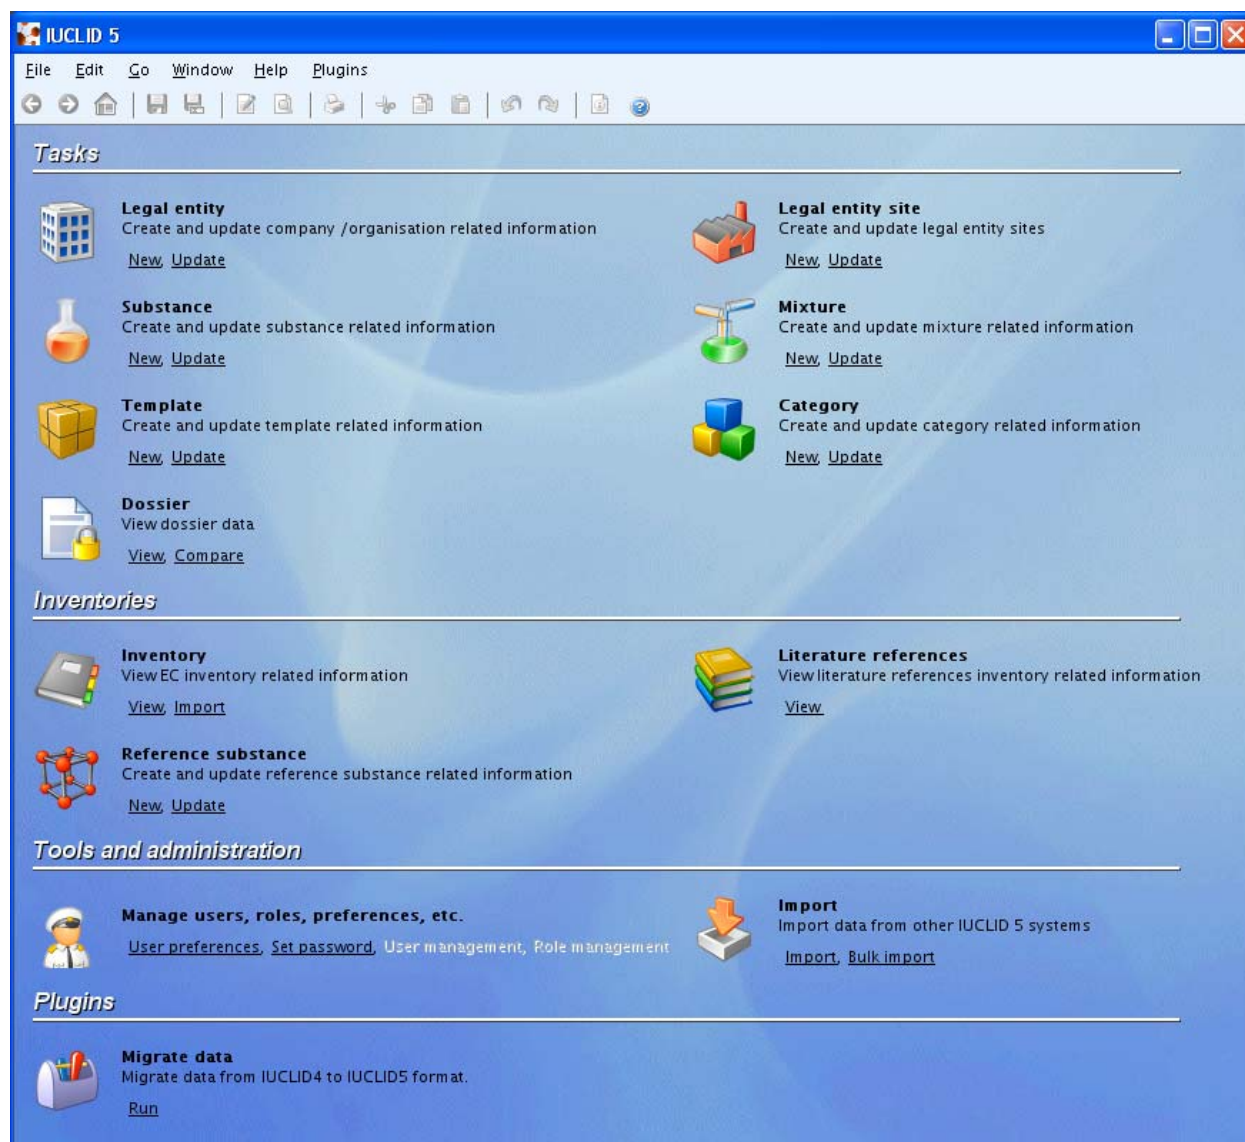 IUCLID 5
File Edit Go Window Help Plugins
Tasks
Legal entity
Create and update company /organisation related information
New, Update
Legal entity site
Create and update legal entity sites
New, Update
Substance
Create and update substance related information
New, Update
Mixture
Create and update mixture related information
New, Update
Template
Create and update template related information
New, Update
Category
Create and update category related information
New, Update
Dossier
View dossier data
View, Compare
Inventories
Inventory
View EC inventory related information
View, Import
Literature references
View literature references inventory related information
View
Reference substance
Create and update reference substance related information
New, Update
Tools and administration
Manage users, roles, preferences, etc.
User preferences, Set password, User management, Role management
Import
Import data from other IUCLID 5 systems
Import, Bulk import
Plugins
Migrate data
Migrate data from IUCLID4 to IUCLID5 format.
Run